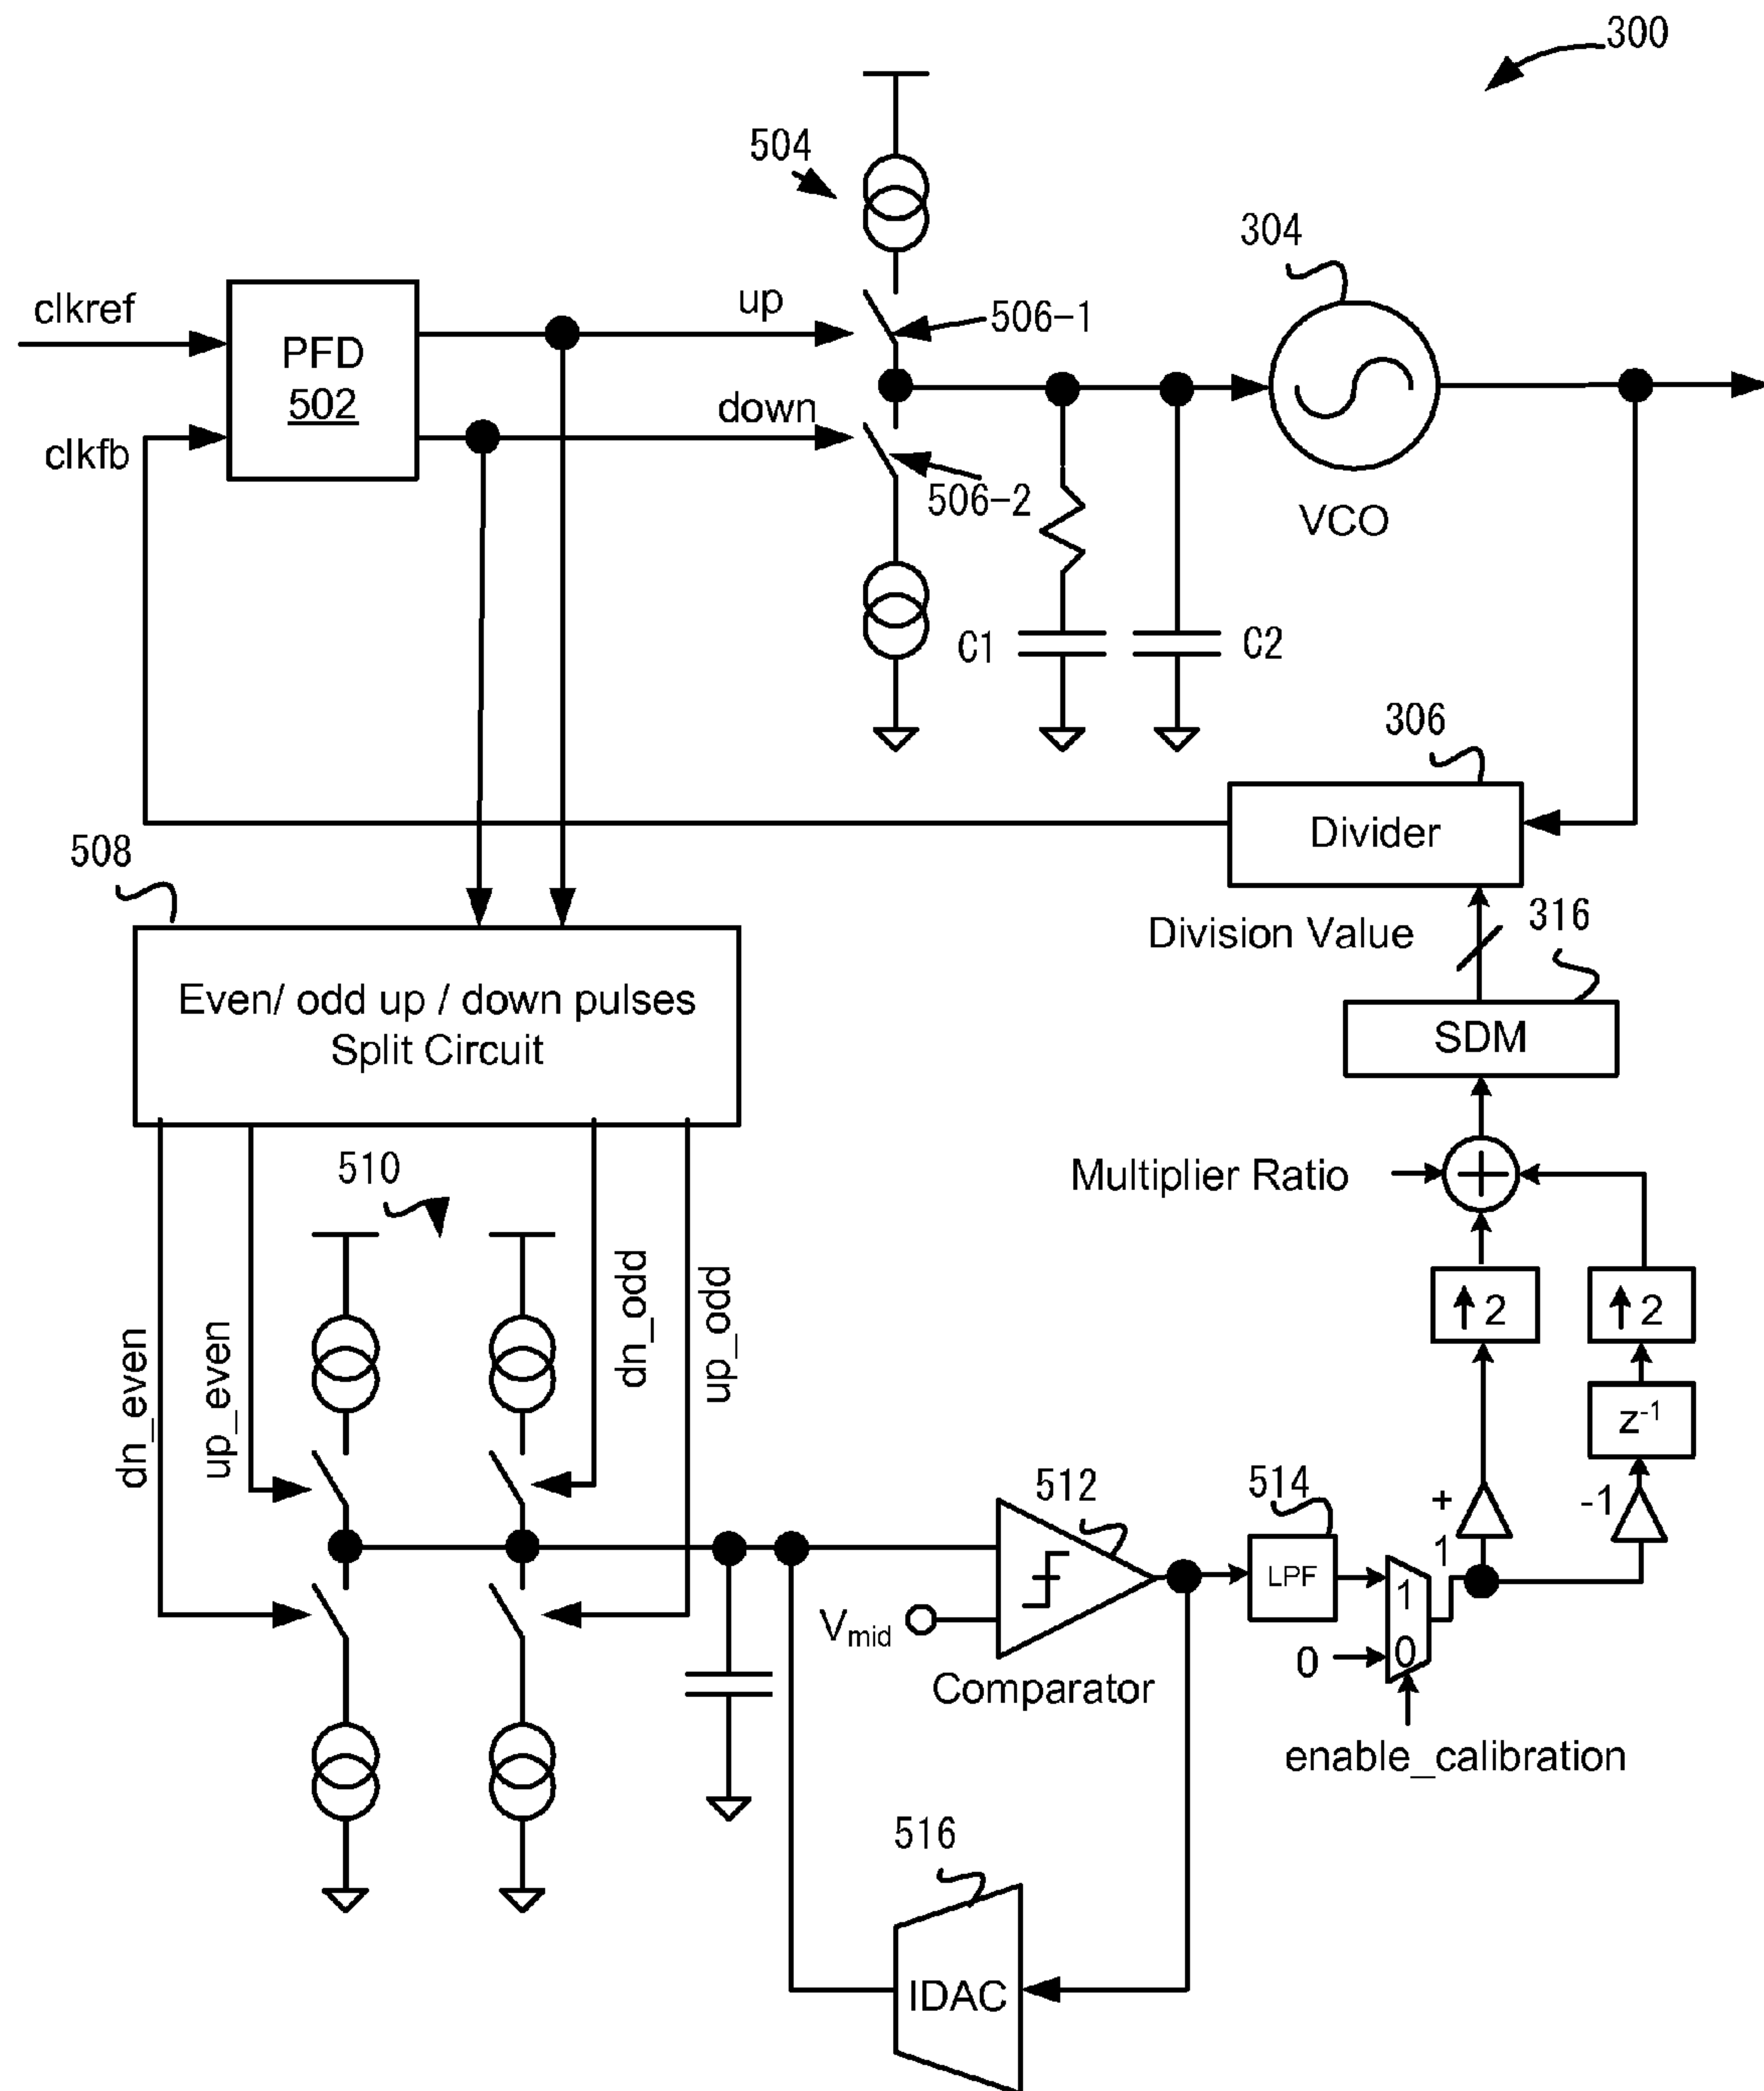 300
504
304
clkref
up
506-1
PFD
502
down
clkfb
506-2
VCO
C1
C2
306
508
Divider
Division Value
316
Even/ odd up / down pulses
Split Circuit
SDM
510
Multiplier Ratio
dn_even
up_even
dn_odd
up_odd
↑ 2
↑ 2
z-1
512
514
+
1
-1
LPF
1
0
Vmid
0
Comparator
enable_calibration
516
IDAC